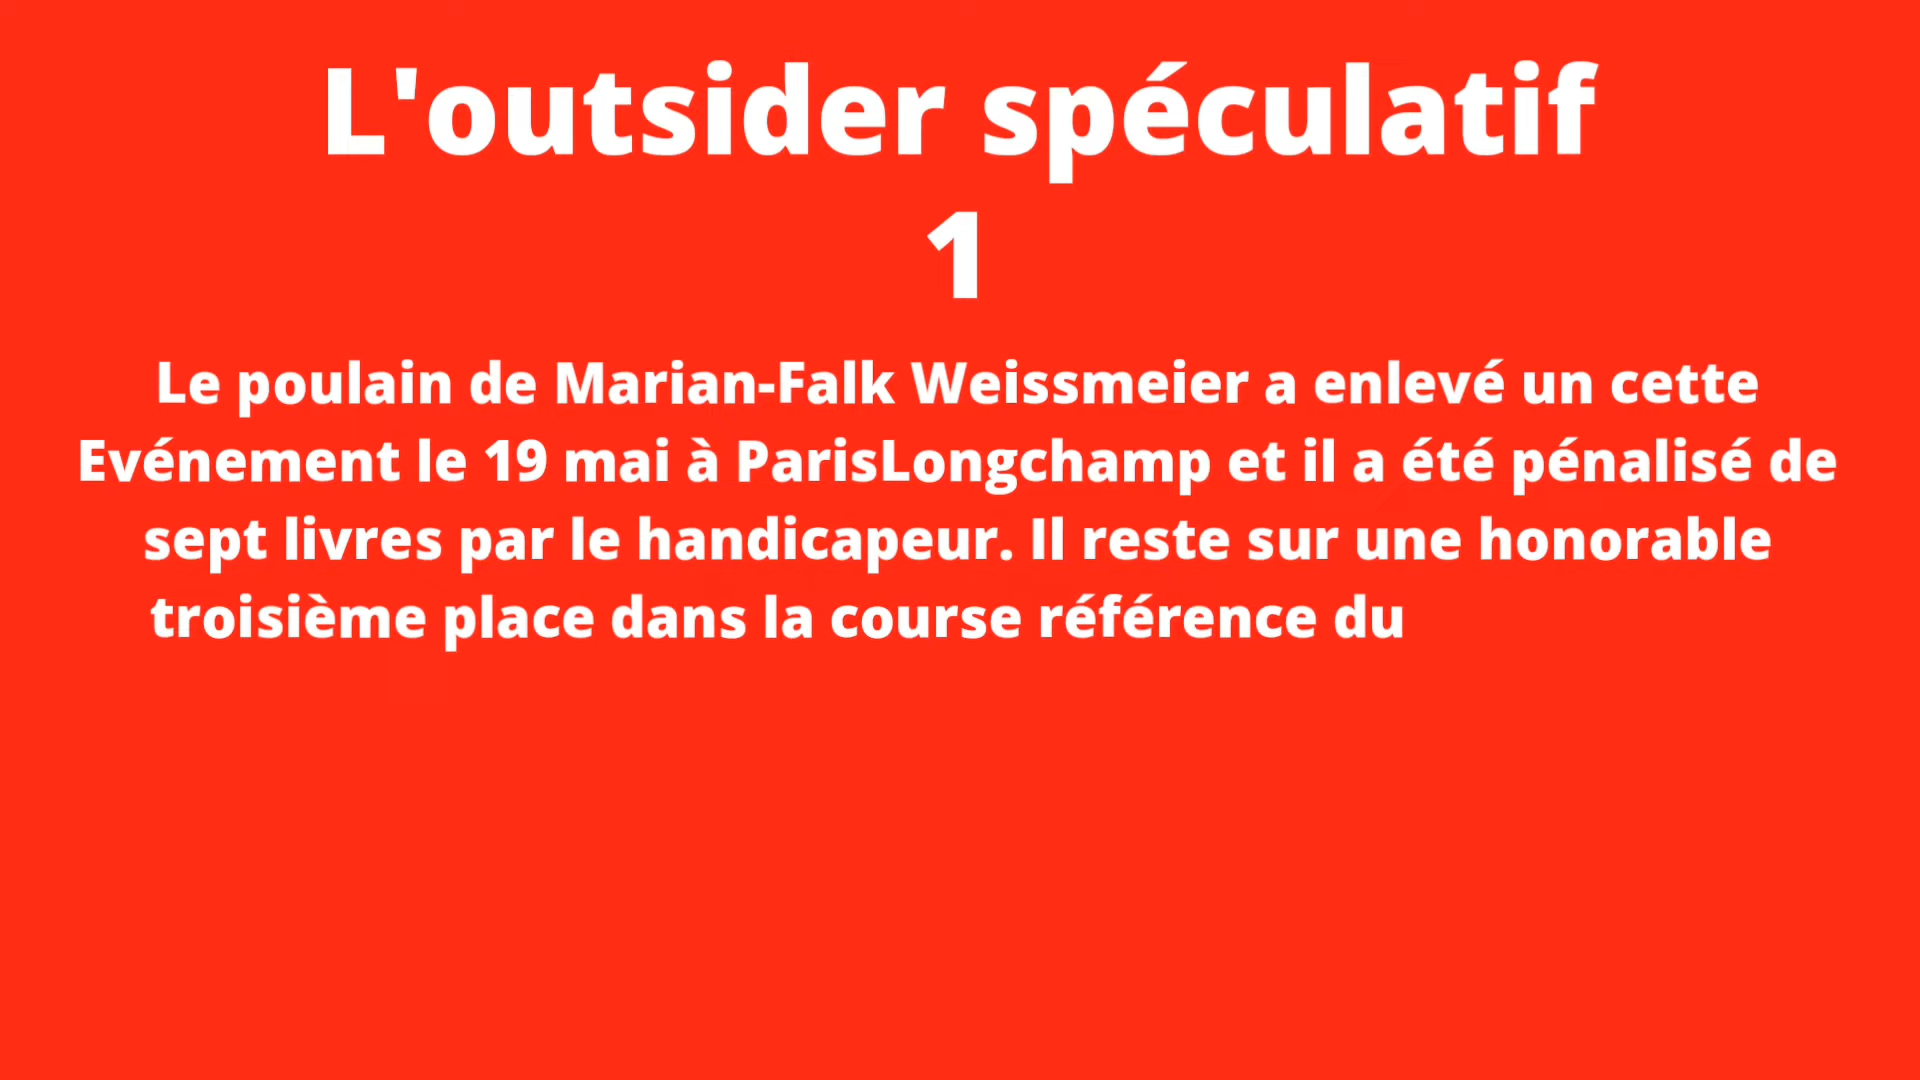 L'outsider spéculatif
1
Le poulain de Marian-Falk Weissmeier a enlevé un cette
Evénement le 19 mai à ParisLongchamp et il a été pénalisé de
sept livres par le handicapeur. Il reste sur une honorable
troisième place dans la course référence du